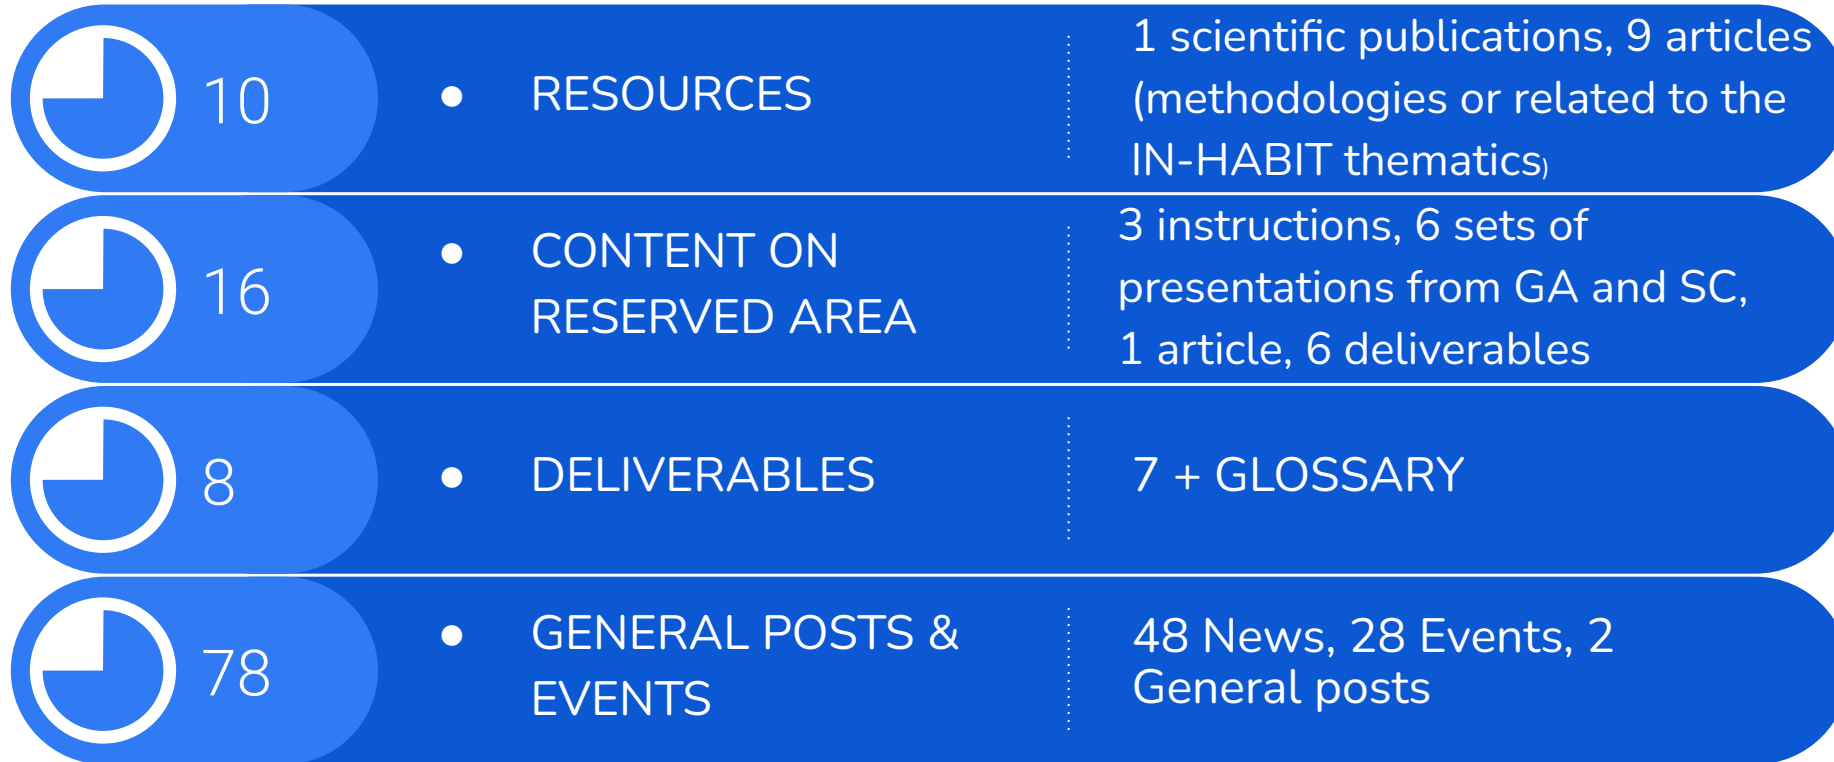 10
● RESOURCES
1 scientific publications, 9 articles
(methodologies or related to the
IN-HABIT thematics)
16
● CONTENT ON
RESERVED AREA
3 instructions, 6 sets of
presentations from GA and SC,
1 article, 6 deliverables
8
● DELIVERABLES
7 + GLOSSARY
78
● GENERAL POSTS &
EVENTS
48 News, 28 Events, 2
General posts